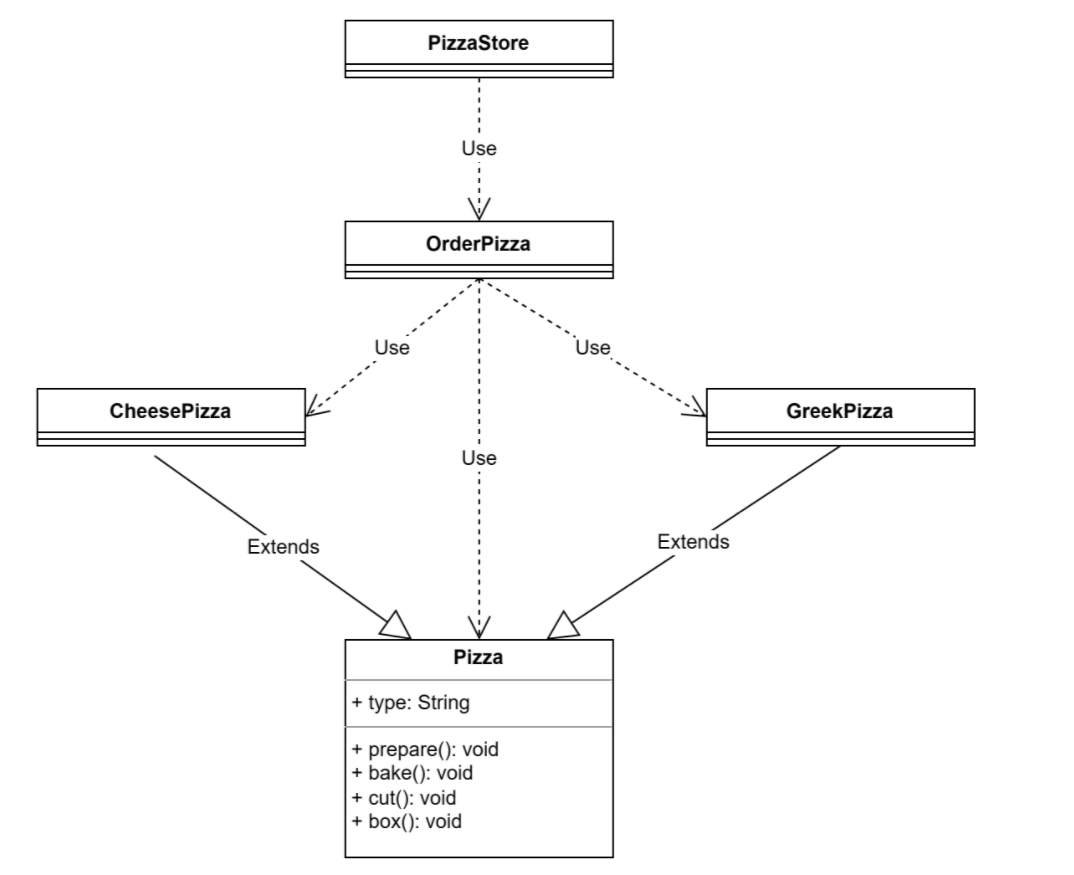 PizzaStore
Use
OrderPizza
Use
Use
CheesePizza
GreekPizza
Use
Extends
Extends
Pizza
+ type: String
+ prepare(): void
+ bake(): void
+ cut(): void
+ box(): void